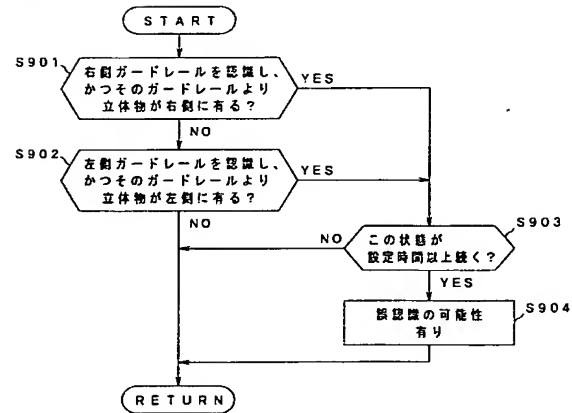 START
S901
右側ガードレールを認識し、
かつそのガードレールより
立体物が右側に有る？
YES
NO
S902
左側ガードレールを認識し、
かつそのガードレールより
立体物が左側に有る？
YES
NO
S903
この状態が
設定時間以上続く？
NO
YES
S904
誤認識の可能性
有り
RETURN